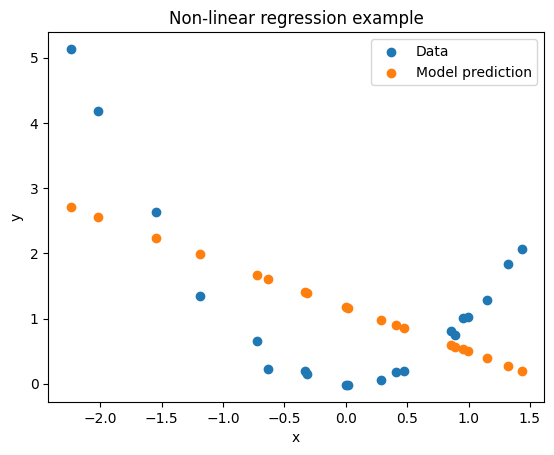 Non-linear regression example
Data
Model prediction
5
4
3
2
1
0
y
−2.0 −1.5 −1.0 −0.5 0.0 0.5 1.0 1.5
x